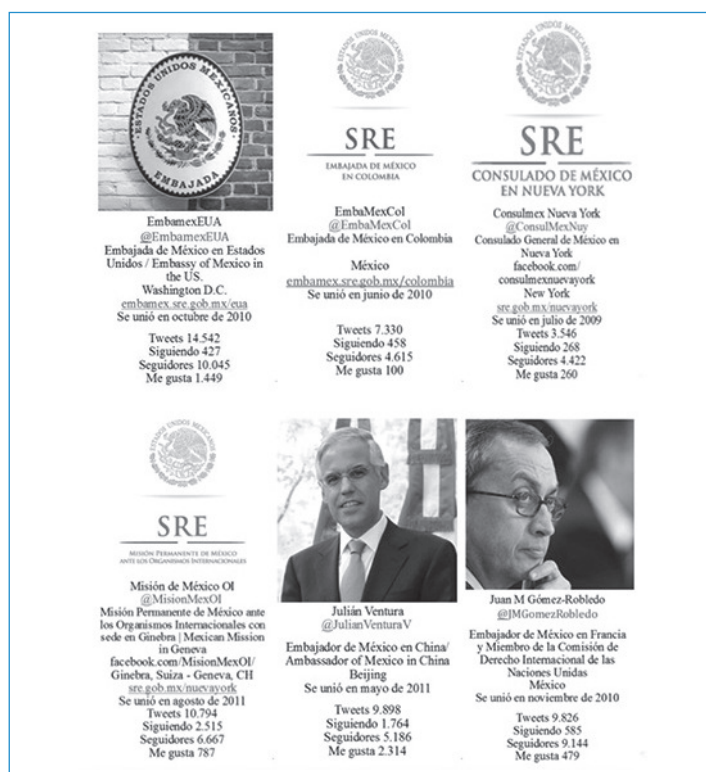 ESTADOS UNIDOS MEXICANOS
EMBAJADA
EmbamexEUA
@EmbamexEUA
Embajada de México en Estados
Unidos / Embassy of Mexico in
the US.
Washington D.C.
embamex.sre.gob.mx/eua
Se unió en octubre de 2010
Tweets 14.542
Siguiendo 427
Seguidores 10.045
Me gusta 1.449
ESTADOS UNIDOS MEXICANOS
SRE
EMBAJADA DE MÉXICO
EN COLOMBIA
EmbaMexCol
@EmbaMexCol
Embajada de México en Colombia
México
embamex.sre.gob.mx/colombia
Se unió en junio de 2010
Tweets 7.330
Siguiendo 458
Seguidores 4.615
Me gusta 100
ESTADOS UNIDOS MEXICANOS
SRE
CONSULADO DE MÉXICO
EN NUEVA YORK
Consulmex Nueva York
@ConsulMexNuy
Consulado General de México en
Nueva York
facebook.com/
consulmexnuevayork
New York
sre.gob.mx/nuevayork
Se unió en julio de 2009
Tweets 3.546
Siguiendo 268
Seguidores 4.422
Me gusta 260
ESTADOS UNIDOS MEXICANOS
SRE
MISIÓN PERMANENTE DE MÉXICO
ANTE LOS ORGANISMOS INTERNACIONALES
Misión de México OI
@MisionMexOI
Misión Permanente de México ante
los Organismos Internacionales con
sede en Ginebra | Mexican Mission
in Geneva
facebook.com/MisionMexOI/
Ginebra, Suiza - Geneva, CH
sre.gob.mx/nuevayork
Se unió en agosto de 2011
Tweets 10.794
Siguiendo 2.515
Seguidores 6.667
Me gusta 787
Julián Ventura
@JulianVenturaV
Embajador de México en China/
Ambassador of Mexico in China
Beijing
Se unió en mayo de 2011
Tweets 9.898
Siguiendo 1.764
Seguidores 5.186
Me gusta 2.314
Juan M Gómez-Robledo
@JMGomezRobledo
Embajador de México en Francia
y Miembro de la Comisión de
Derecho Internacional de las
Naciones Unidas
México
Se unió en noviembre de 2010
Tweets 9.826
Siguiendo 585
Seguidores 9.144
Me gusta 479